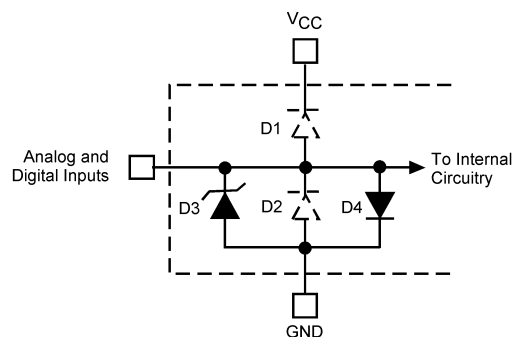 VCC
D1
Analog and
Digital Inputs
To Internal
Circuitry
D3
D2
D4
GND